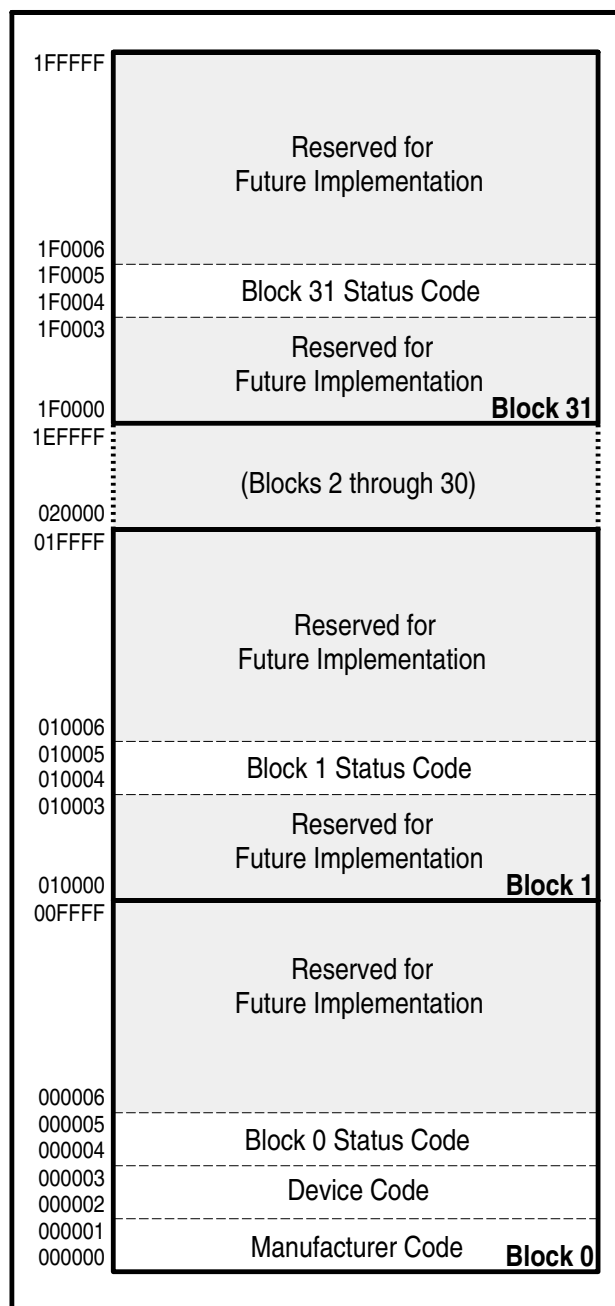 1FFFFF
Reserved for
Future Implementation
1F0006
1F0005
Block 31 Status Code
1F0004
1F0003
Reserved for
Future Implementation
1F0000
Block 31
1EFFFF
(Blocks 2 through 30)
020000
01FFFF
Reserved for
Future Implementation
010006
010005
Block 1 Status Code
010004
010003
Reserved for
Future Implementation
010000
Block 1
00FFFF
Reserved for
Future Implementation
000006
000005
Block 0 Status Code
000004
000003
Device Code
000002
000001
Manufacturer Code
000000
Block 0